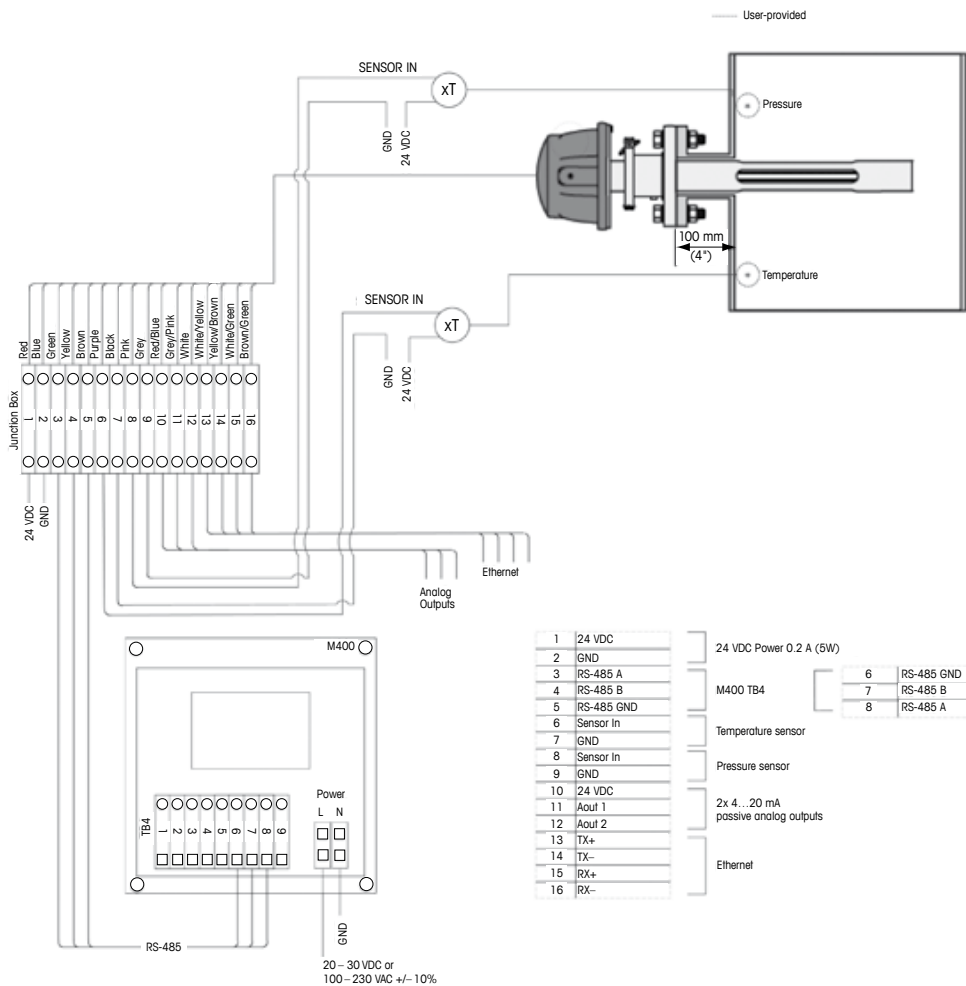 User-provided
SENSOR IN
xT
Pressure
GND
24 VDC
100 mm
(4")
Temperature
SENSOR IN
xT
GND
24 VDC
Red
Blue
Green
Yellow
Brown
Purple
Black
Pink
Grey
Red/Blue
Grey/Pink
White
White/Yellow
Yellow/Brown
White/Green
Brown/Green
Junction Box
1 2 3 4 5 6 7 8 9 10 11 12 13 14 15 16
24 VDC
GND
Ethernet
Analog
Outputs
M400
Power
L N
TB4
1 2 3 4 5 6 7 8 9
RS-485
GND
20 – 30 VDC or
100 – 230 VAC +/– 10%
1 24 VDC
2 GND
3 RS-485 A
4 RS-485 B
5 RS-485 GND
6 Sensor In
7 GND
8 Sensor In
9 GND
10 24 VDC
11 Aout 1
12 Aout 2
13 TX+
14 TX–
15 RX+
16 RX–
24 VDC Power 0.2 A (5W)
M400 TB4
6 RS-485 GND
7 RS-485 B
8 RS-485 A
Temperature sensor
Pressure sensor
2x 4...20 mA
passive analog outputs
Ethernet